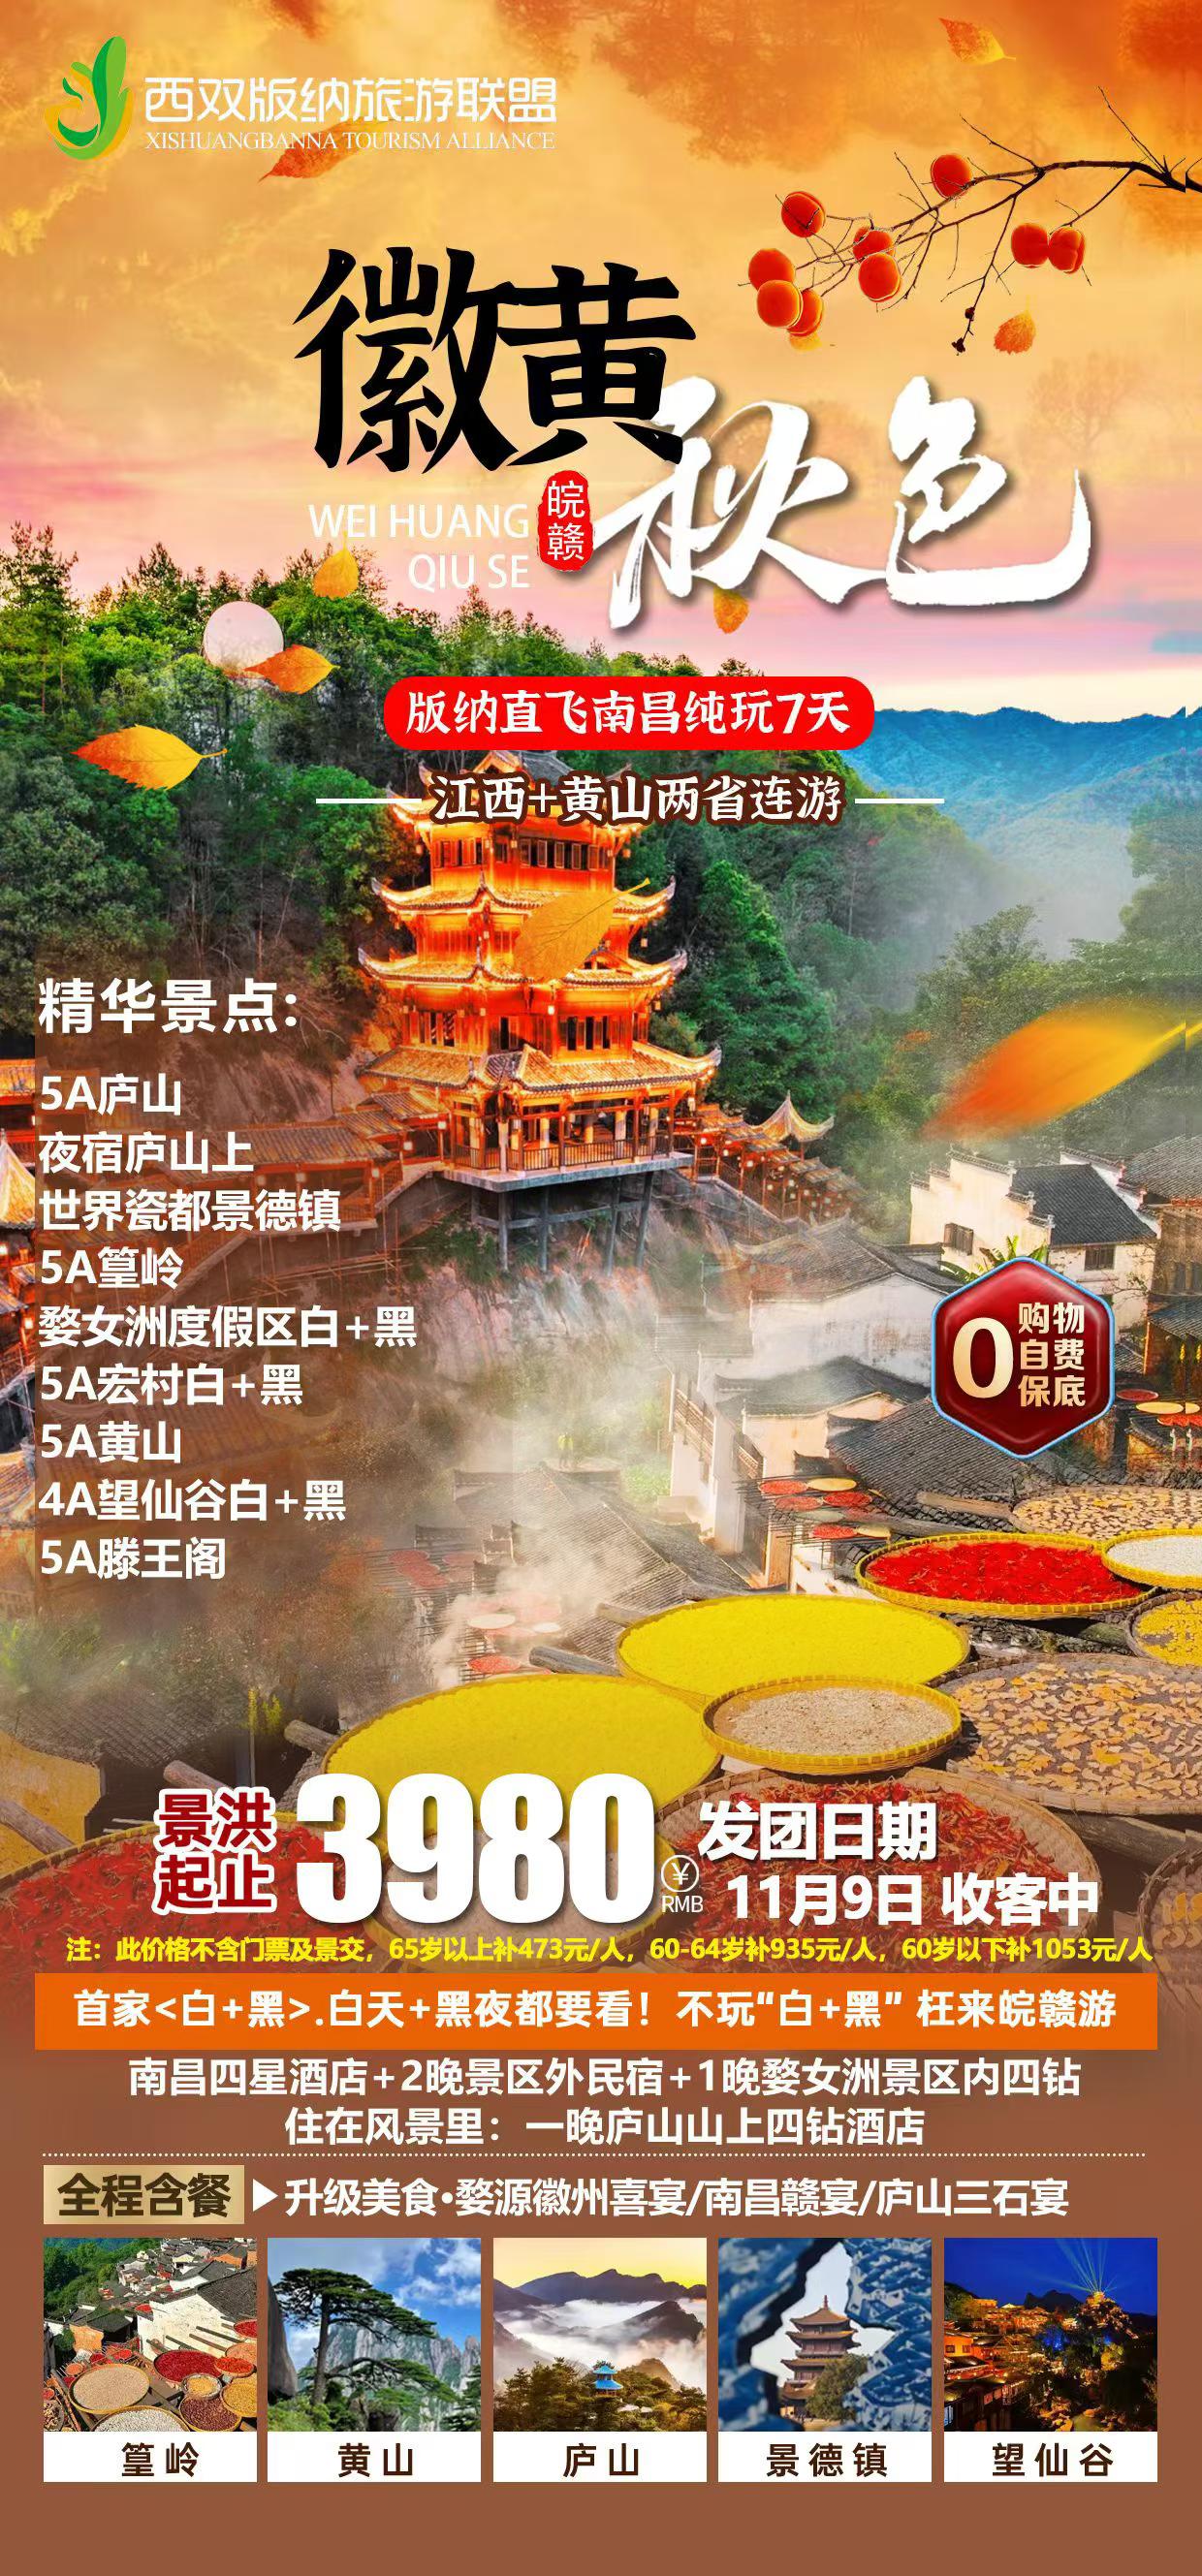 西双版纳旅游联盟
XISHUANGBANNA TOURISM ALLIANCE
徽黄
秋色
WEI HUANG
QIU SE
皖赣
版纳直飞南昌纯玩7天
江西+黄山两省连游
精华景点:
5A庐山
夜宿庐山上
世界瓷都景德镇
5A篁岭
婺女洲度假区白+黑
5A宏村白+黑
5A黄山
4A望仙谷白+黑
5A滕王阁
0
购物
自费
保底
景洪
起止
3980
¥
RMB
发团日期
11月9日 收客中
注：此价格不含门票及景交，65岁以上补473元/人，60-64岁补935元/人，60岁以下补1053元/人
首家<白+黑>.白天+黑夜都要看！不玩“白+黑” 枉来皖赣游
南昌四星酒店+2晚景区外民宿+1晚婺女洲景区内四钻
住在风景里：一晚庐山山上四钻酒店
全程含餐
升级美食·婺源徽州喜宴/南昌赣宴/庐山三石宴
篁岭
黄山
庐山
景德镇
望仙谷